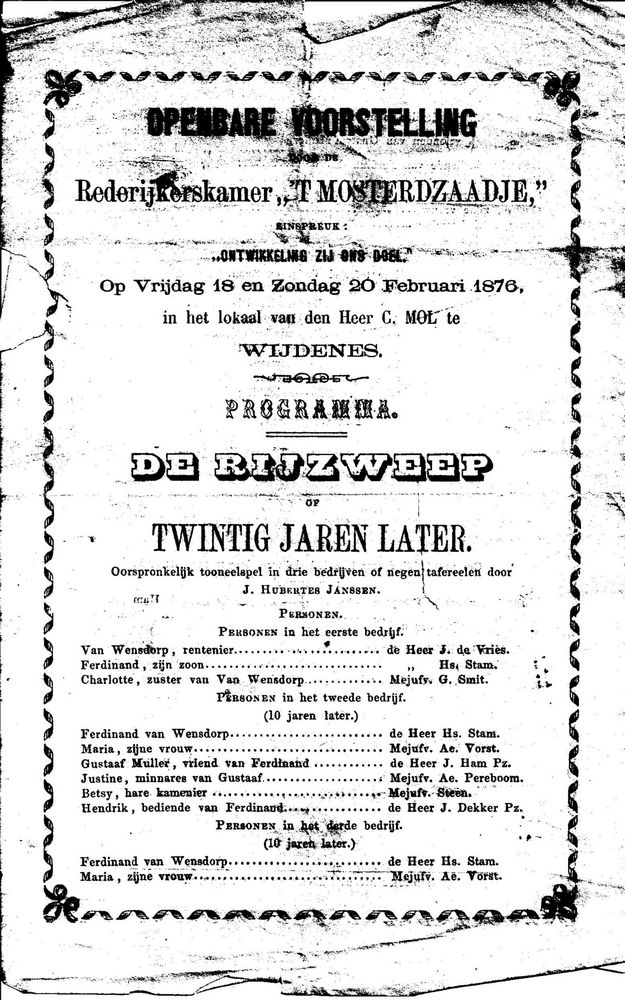 OPENBARE VOORSTELLING
DOOR DE
Rederijkerskamer „'T MOSTERDZAADJE,”
ZINSPREUK:
„ONTWIKKELING ZIJ ONS DOEL.”
Op Vrijdag 18 en Zondag 20 Februari 1876,
in het lokaal van den Heer C. MOL te
WIJDENES.
PROGRAMMA.
DE RIJZWEEP
OF
TWINTIG JAREN LATER.
Oorspronkelijk tooneelspel in drie bedrijven of negen tafereelen door
J. HUBERTES JANSSEN.
PERSONEN.
PERSONEN in het eerste bedrijf.
Van Wensdorp, rentenier........................ de Heer J. de Vries.
Ferdinand, zijn zoon............................... „ Hs. Stam.
Charlotte, zuster van Van Wensdorp............. Mejufv. G. Smit.
PERSONEN in het tweede bedrijf.
(10 jaren later.)
Ferdinand van Wensdorp.......................... de Heer Hs. Stam.
Maria, zijne vrouw................................ Mejufv. Ae. Vorst.
Gustaaf Muller, vriend van Ferdinand ............ de Heer J. Ham Pz.
Justine, minnares van Gustaaf..................... Mejufv. Ae. Pereboom.
Betsy, hare kamenier .............................. Mejufv. Steen.
Hendrik, bediende van Ferdinand................. de Heer J. Dekker Pz.
PERSONEN in het derde bedrijf.
(10 jaren later.)
Ferdinand van Wensdorp.......................... de Heer Hs. Stam.
Maria, zijne vrouw................................ Mejufv. Ae. Vorst.